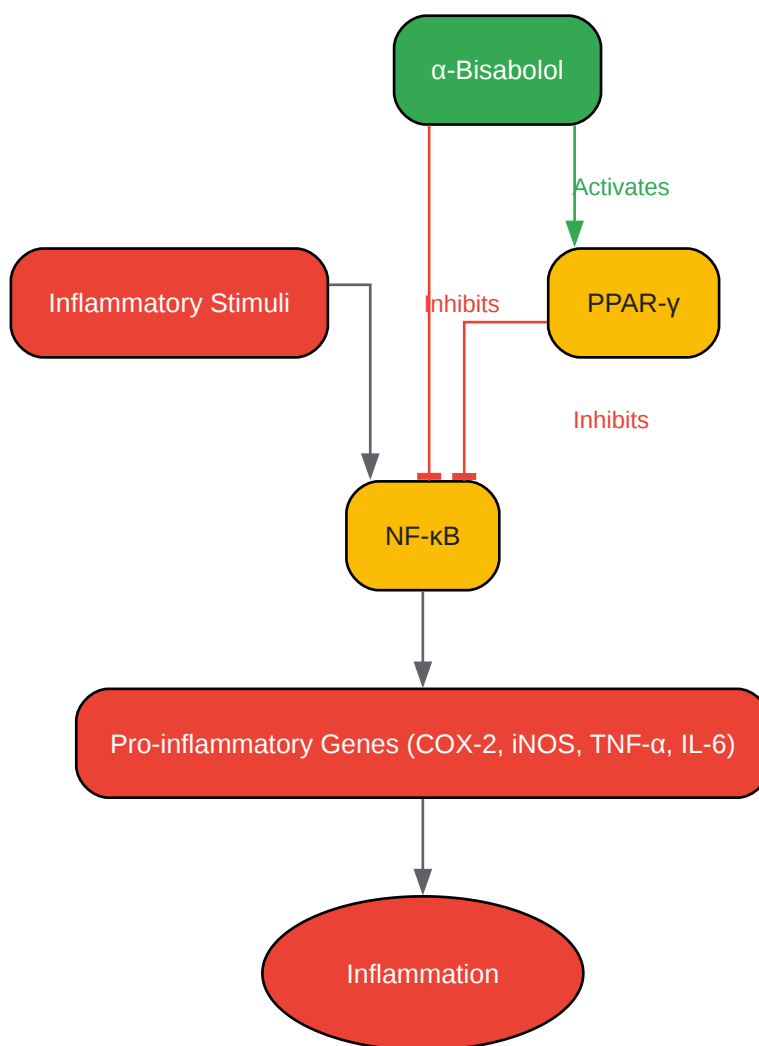 α-Bisabolol
Activates
Inflammatory Stimuli
Inhibits
PPAR-γ
Inhibits
NF-κB
Pro-inflammatory Genes (COX-2, iNOS, TNF-α, IL-6)
Inflammation